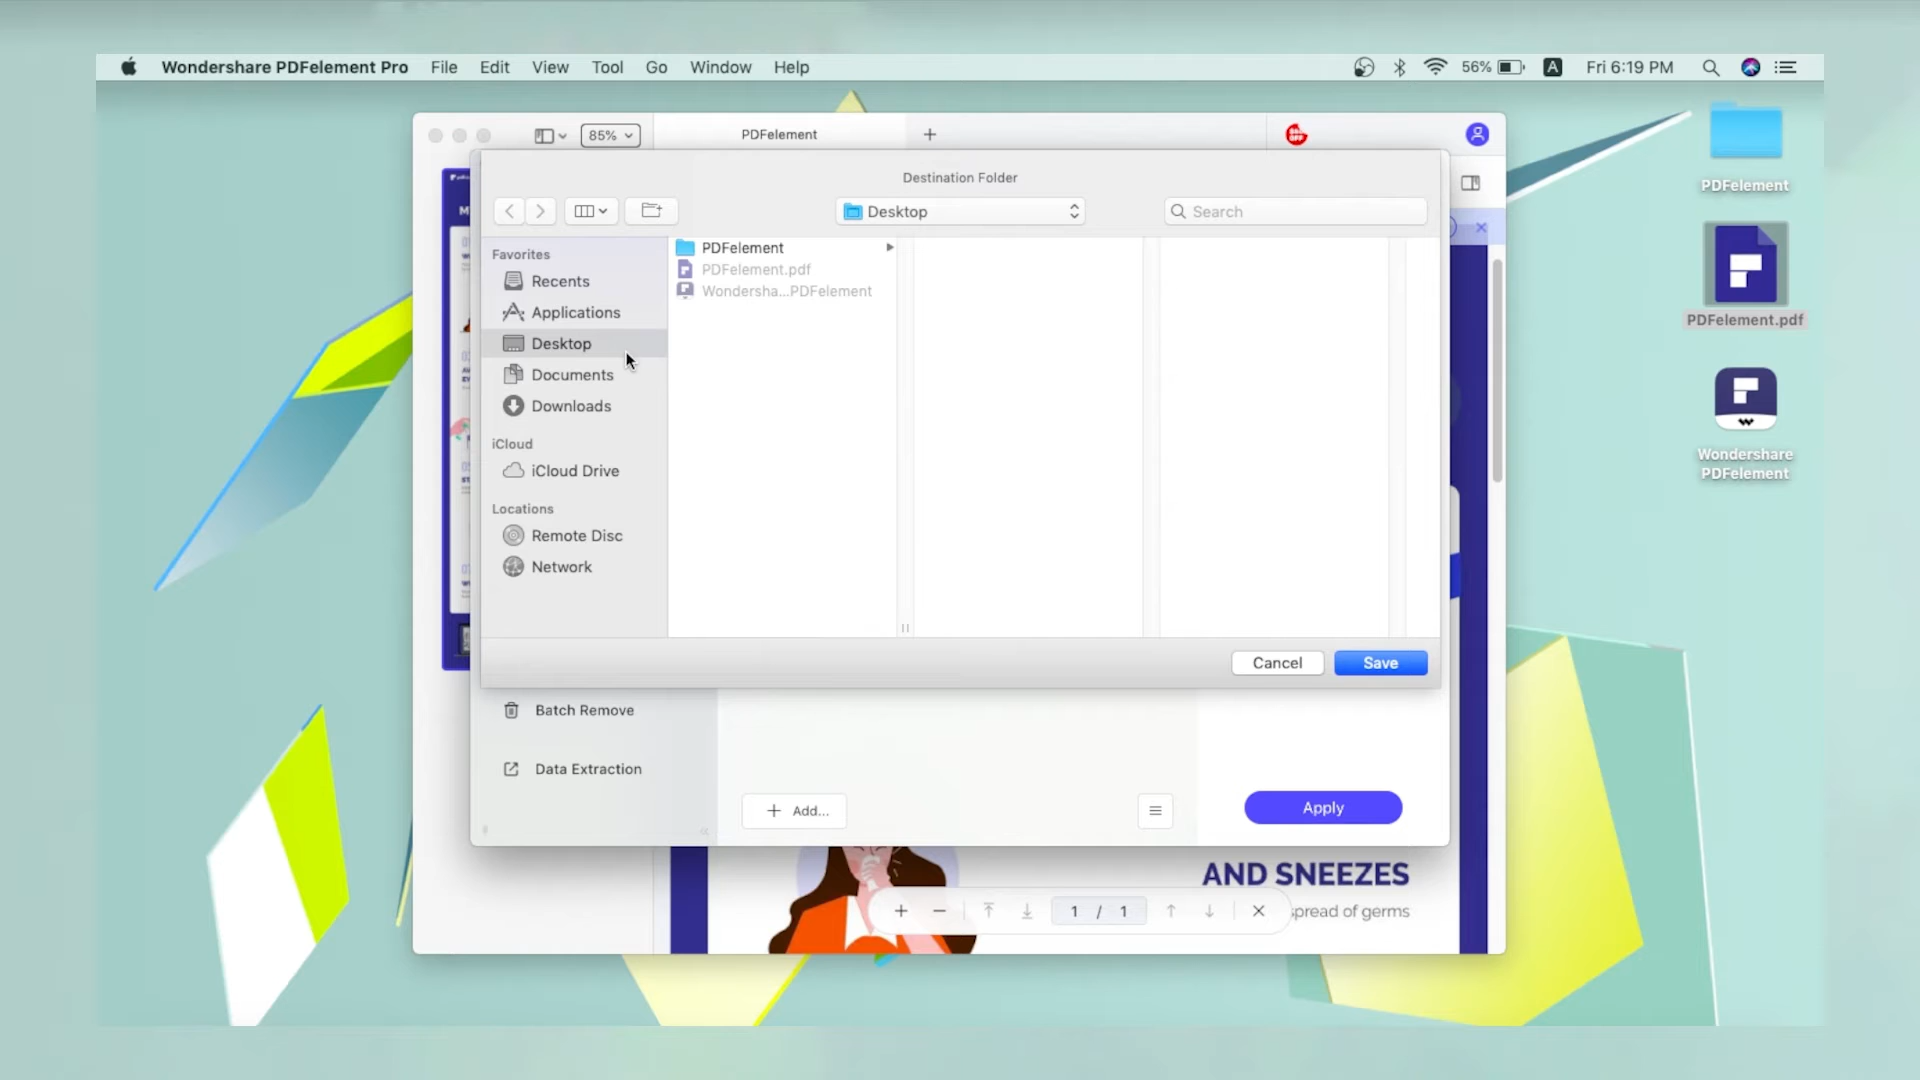 Wondershare PDFelement Pro File Edit View Tool Go Window Help
56% A Fri 6:19 PM
85% PDFelement
Destination Folder
Desktop
Search
Favorites
Recents
Applications
Desktop
Documents
Downloads
iCloud
iCloud Drive
Locations
Remote Disc
Network
PDFelement
PDFelement.pdf
Wondersha...PDFelement
Cancel Save
Batch Remove
Data Extraction
Add...
Apply
AND SNEEZES
spread of germs
1 / 1
PDFelement
PDFelement.pdf
Wondershare
PDFelement